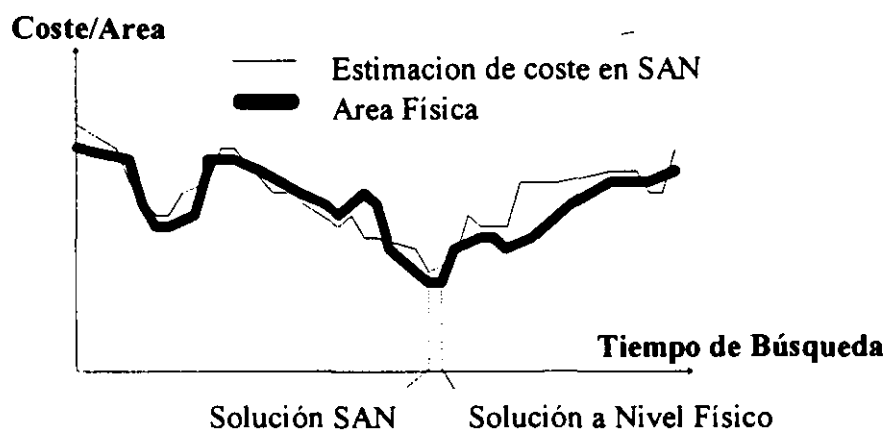 Coste/Area
Estimacion de coste en SAN
Area Física
Tiempo de Búsqueda
Solución SAN
Solución a Nivel Físico